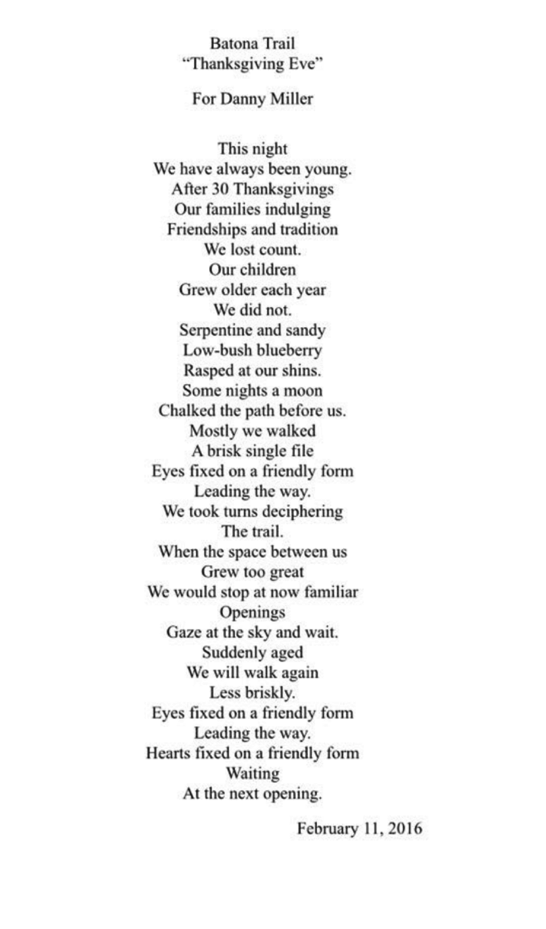 Batona Trail
“Thanksgiving Eve”
For Danny Miller
This night
We have always been young.
After 30 Thanksgivings
Our families indulging
Friendships and tradition
We lost count.
Our children
Grew older each year
We did not.
Serpentine and sandy
Low-bush blueberry
Rasped at our shins.
Some nights a moon
Chalked the path before us.
Mostly we walked
A brisk single file
Eyes fixed on a friendly form
Leading the way.
We took turns deciphering
The trail.
When the space between us
Grew too great
We would stop at now familiar
Openings
Gaze at the sky and wait.
Suddenly aged
We will walk again
Less briskly.
Eyes fixed on a friendly form
Leading the way.
Hearts fixed on a friendly form
Waiting
At the next opening.
February 11, 2016